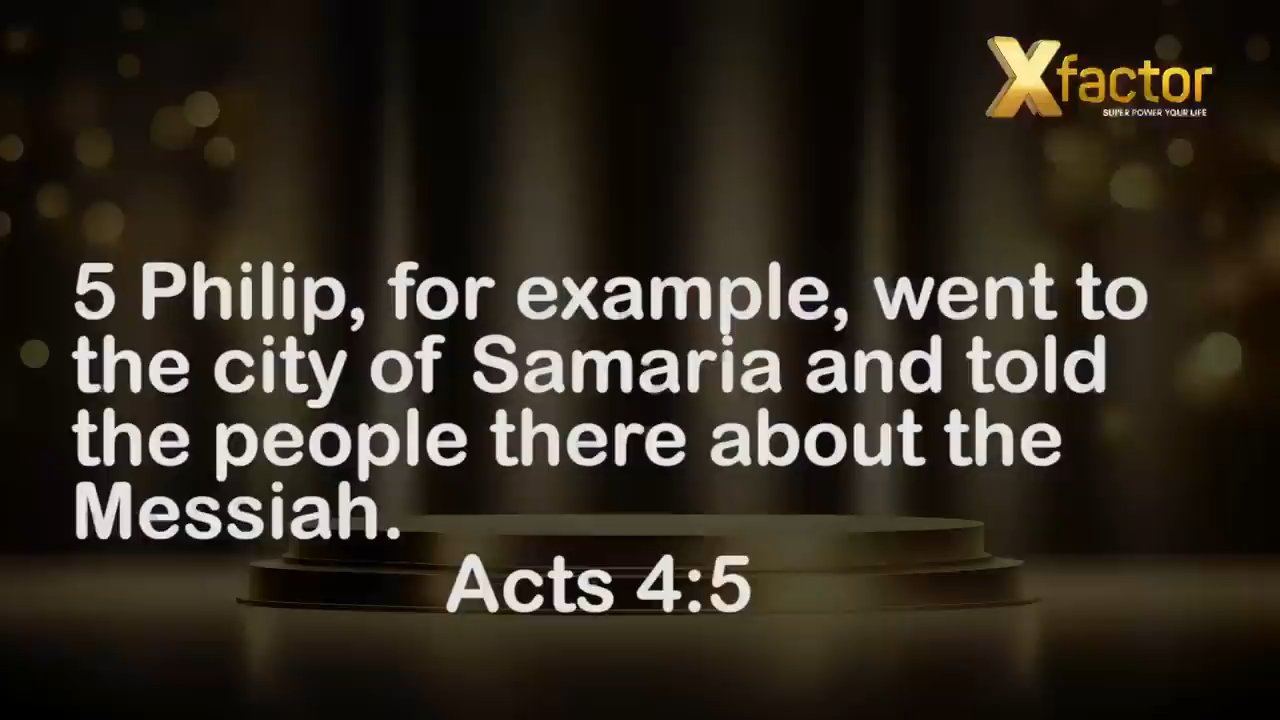 Xfactor
SUPER POWER YOUR LIFE
5 Philip, for example, went to
the city of Samaria and told
the people there about the
Messiah.
Acts 4:5